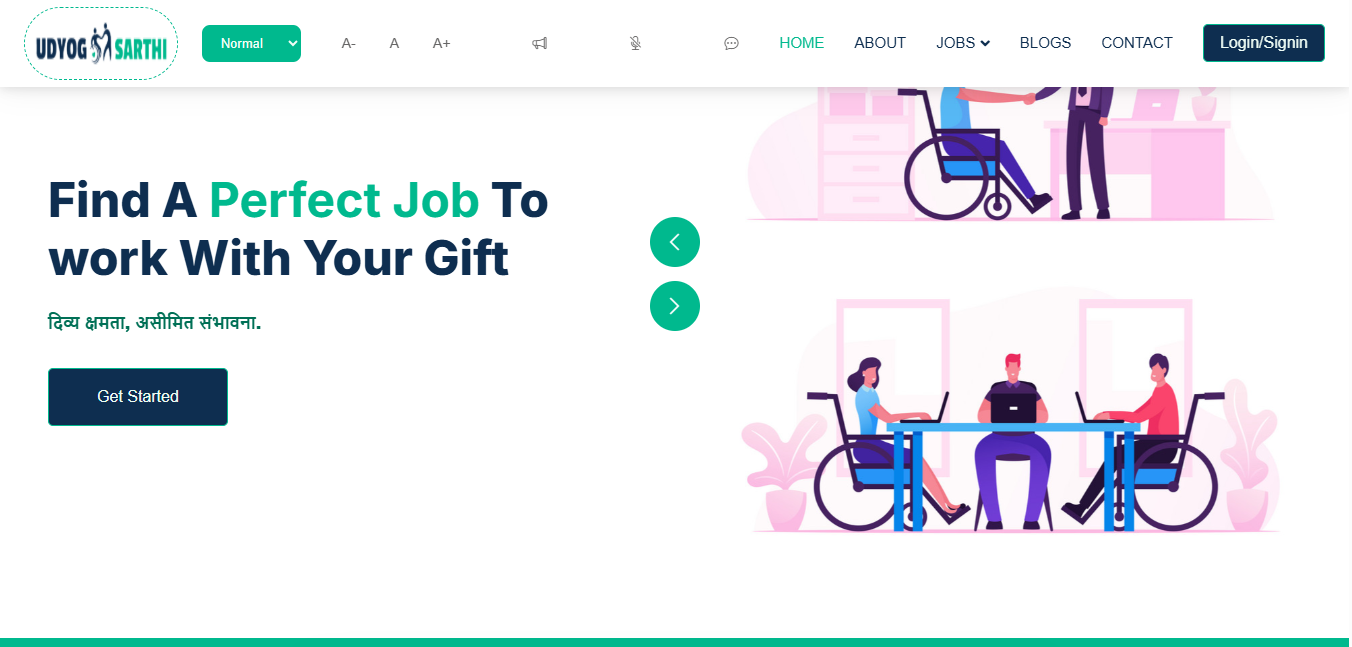 UDYOG SARTHI
Normal
A-
A
A+
HOME
ABOUT
JOBS
BLOGS
CONTACT
Login/Signin
Find A Perfect Job To
work With Your Gift
दिव्य क्षमता, असीमित संभावना.
Get Started